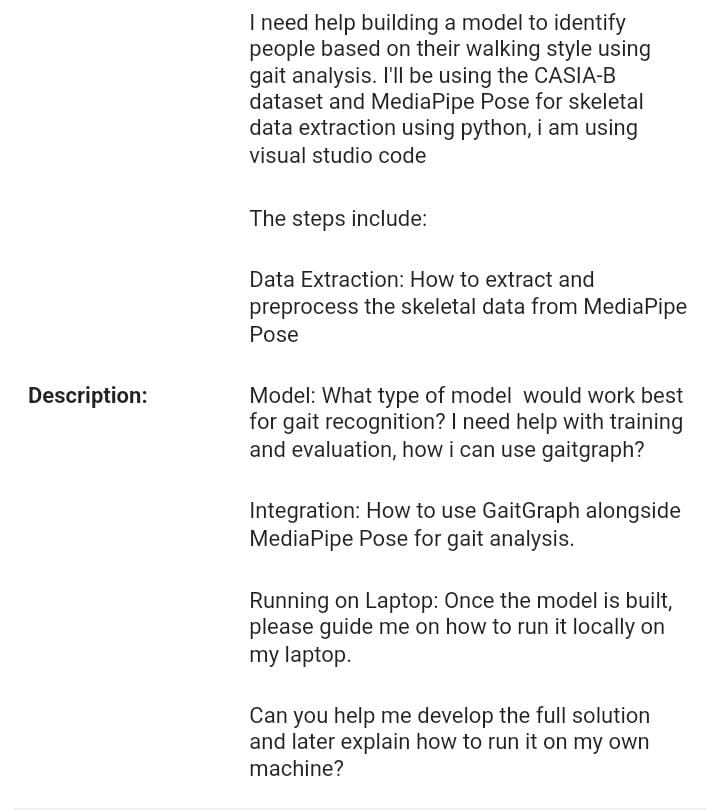 I need help building a model to identify
people based on their walking style using
gait analysis. I'll be using the CASIA-B
dataset and MediaPipe Pose for skeletal
data extraction using python, i am using
visual studio code
The steps include:
Data Extraction: How to extract and
preprocess the skeletal data from MediaPipe
Pose
Description:
Model: What type of model  would work best
for gait recognition? I need help with training
and evaluation, how i can use gaitgraph?
Integration: How to use GaitGraph alongside
MediaPipe Pose for gait analysis.
Running on Laptop: Once the model is built,
please guide me on how to run it locally on
my laptop.
Can you help me develop the full solution
and later explain how to run it on my own
machine?